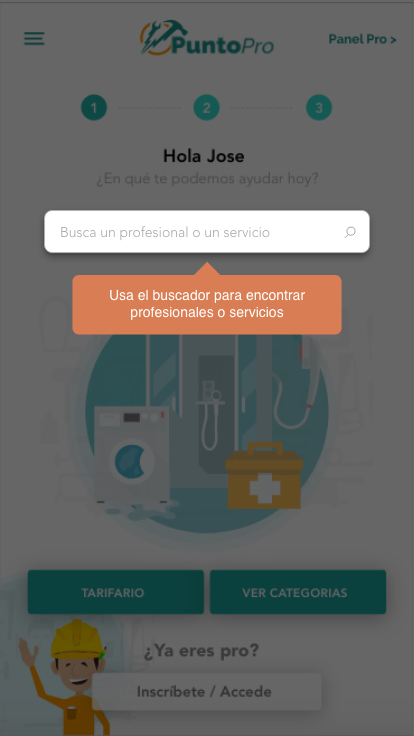 PuntoPro
Panel Pro >
1
2
3
Hola Jose
¿En qué te podemos ayudar hoy?
Busca un profesional o un servicio
Usa el buscador para encontrar
profesionales o servicios
TARIFARIO
VER CATEGORIAS
¿Ya eres pro?
Inscríbete / Accede